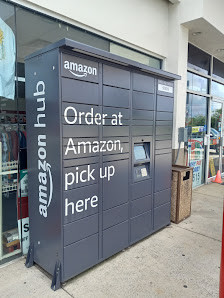 amazon
Order at
Amazon,
pick up
here
amazon hub